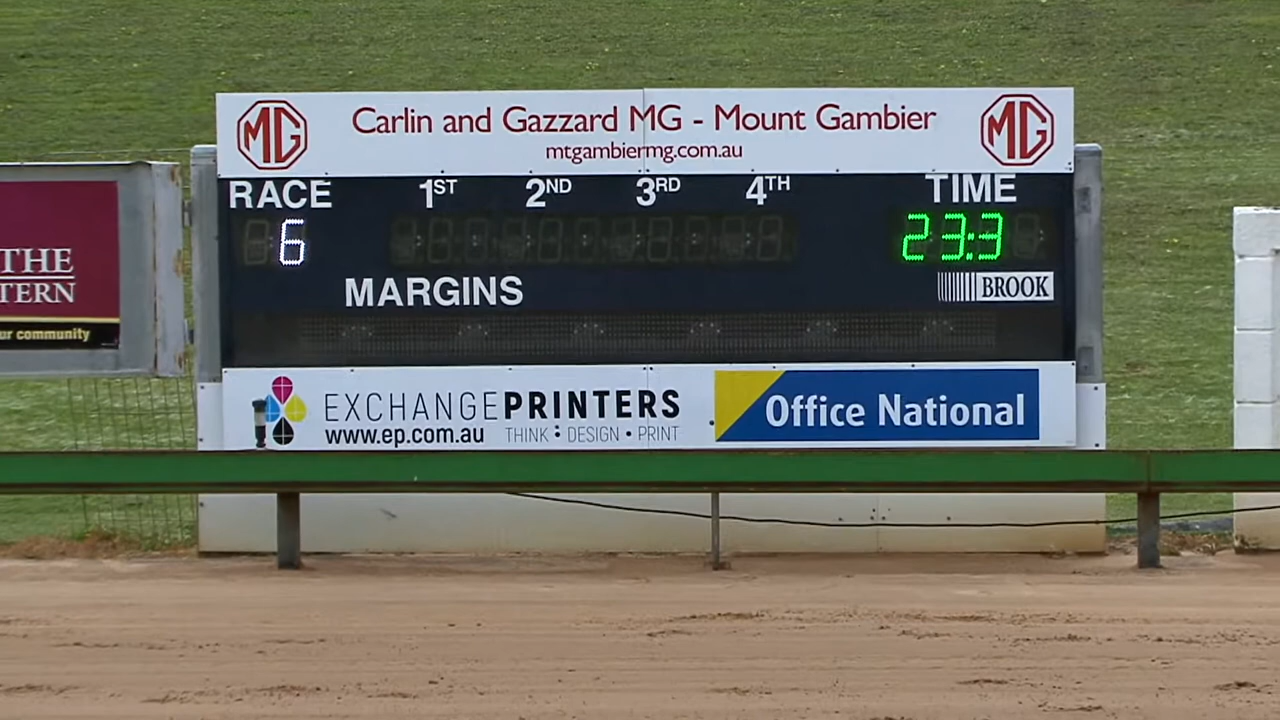 MG Carlin and Gazzard MG - Mount Gambier MG
mtgambiermg.com.au
RACE 1ST 2ND 3RD 4TH TIME
6 23:3
MARGINS BROOK
THE
TERN
ur community
EXCHANGEPRINTERS
www.ep.com.au THINK : DESIGN • PRINT
Office National